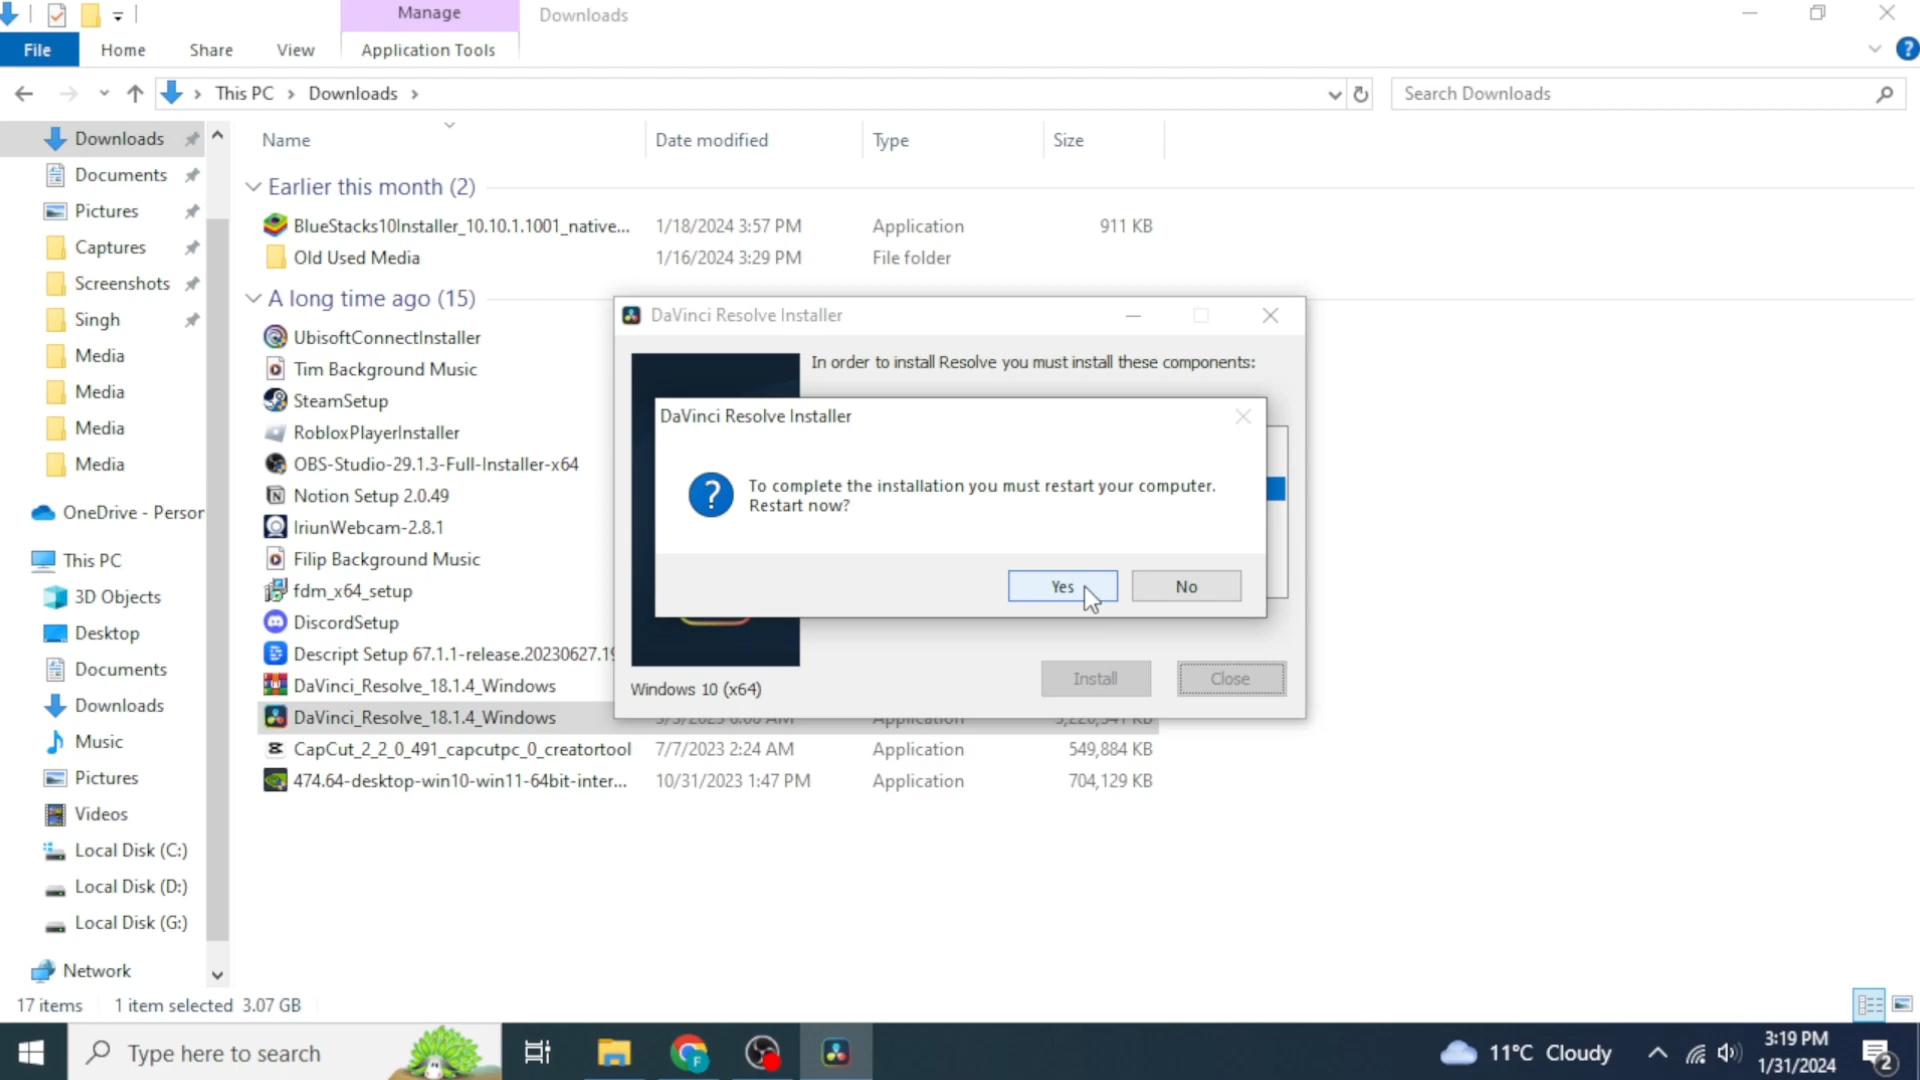 Manage
Downloads
File
Home
Share
View
Application Tools
This PC
Downloads
Search Downloads
Name
Date modified
Type
Size
Downloads
Documents
Pictures
Captures
Screenshots
Singh
Media
Media
Media
Media
OneDrive - Person
This PC
3D Objects
Desktop
Documents
Downloads
Music
Pictures
Videos
Local Disk (C:)
Local Disk (D:)
Local Disk (G:)
Network
Earlier this month (2)
BlueStacks10Installer_10.10.1.1001_native... 1/18/2024 3:57 PM Application 911 KB
Old Used Media 1/16/2024 3:29 PM File folder
A long time ago (15)
UbisoftConnectInstaller
Tim Background Music
SteamSetup
RobloxPlayerInstaller
OBS-Studio-29.1.3-Full-Installer-x64
Notion Setup 2.0.49
IriunWebcam-2.8.1
Filip Background Music
fdm_x64_setup
DiscordSetup
Descript Setup 67.1.1-release.20230627.19
DaVinci_Resolve_18.1.4_Windows
DaVinci_Resolve_18.1.4_Windows Application
CapCut_2_2_0_491_capcutpc_0_creatortool 7/7/2023 2:24 AM Application 549,884 KB
474.64-desktop-win10-win11-64bit-inter... 10/31/2023 1:47 PM Application 704,129 KB
DaVinci Resolve Installer
In order to install Resolve you must install these components:
DaVinci Resolve Installer
To complete the installation you must restart your computer.
Restart now?
Yes
No
Install
Close
Windows 10 (x64)
17 items
1 item selected 3.07 GB
Type here to search
11°C Cloudy
3:19 PM
1/31/2024
2